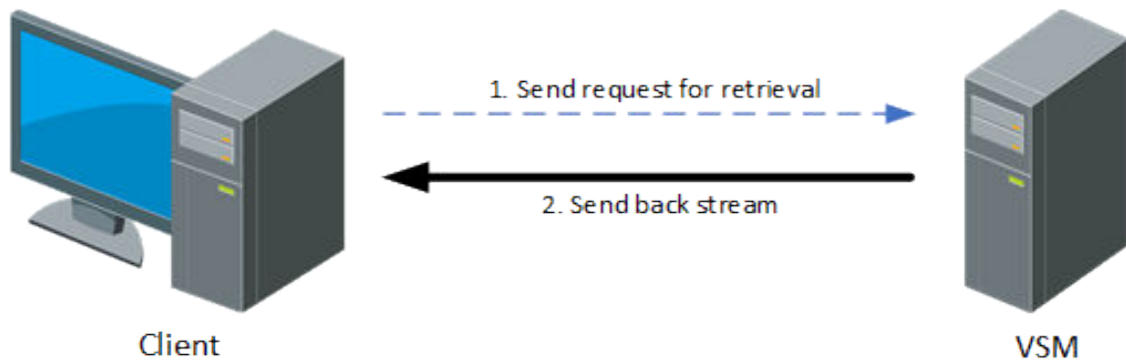 1. Send request for retrieval
2. Send back stream
Client
VSM